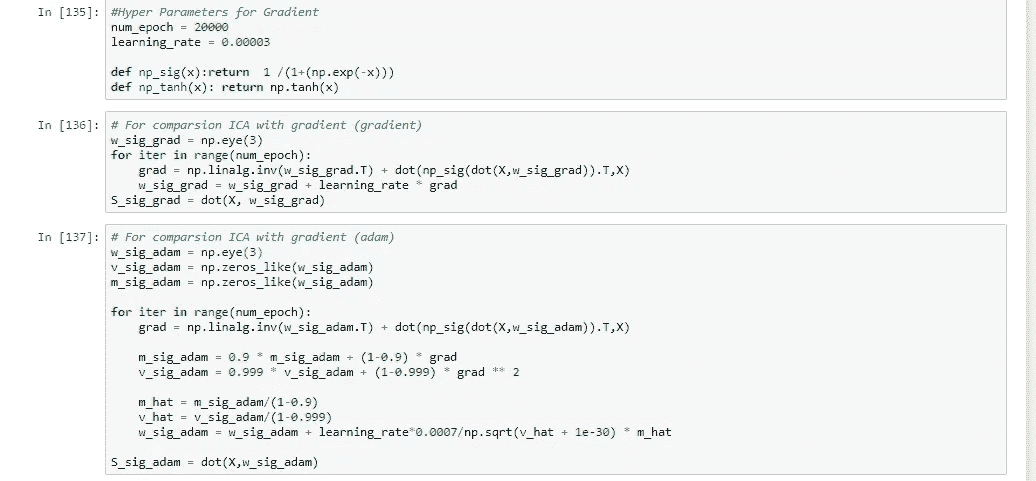 In [135]: #Hyper Parameters for Gradient
num_epoch = 20000
learning_rate = 0.00003
def np_sig(x):return  1 /(1+(np.exp(-x)))
def np_tanh(x): return np.tanh(x)
In [136]: # For comparsion ICA with gradient (gradient)
w_sig_grad = np.eye(3)
for iter in range(num_epoch):
    grad = np.linalg.inv(w_sig_grad.T) + dot(np_sig(dot(X,w_sig_grad)).T,X)
    w_sig_grad = w_sig_grad + learning_rate * grad
S_sig_grad = dot(X, w_sig_grad)
In [137]: # For comparsion ICA with gradient (adam)
w_sig_adam = np.eye(3)
v_sig_adam = np.zeros_like(w_sig_adam)
m_sig_adam = np.zeros_like(w_sig_adam)
for iter in range(num_epoch):
    grad = np.linalg.inv(w_sig_adam.T) + dot(np_sig(dot(X,w_sig_adam)).T,X)
    m_sig_adam = 0.9 * m_sig_adam + (1-0.9) * grad
    v_sig_adam = 0.999 * v_sig_adam + (1-0.999) * grad ** 2
    m_hat = m_sig_adam/(1-0.9)
    v_hat = v_sig_adam/(1-0.999)
    w_sig_adam = w_sig_adam + learning_rate*0.0007/np.sqrt(v_hat + 1e-30) * m_hat
S_sig_adam = dot(X,w_sig_adam)